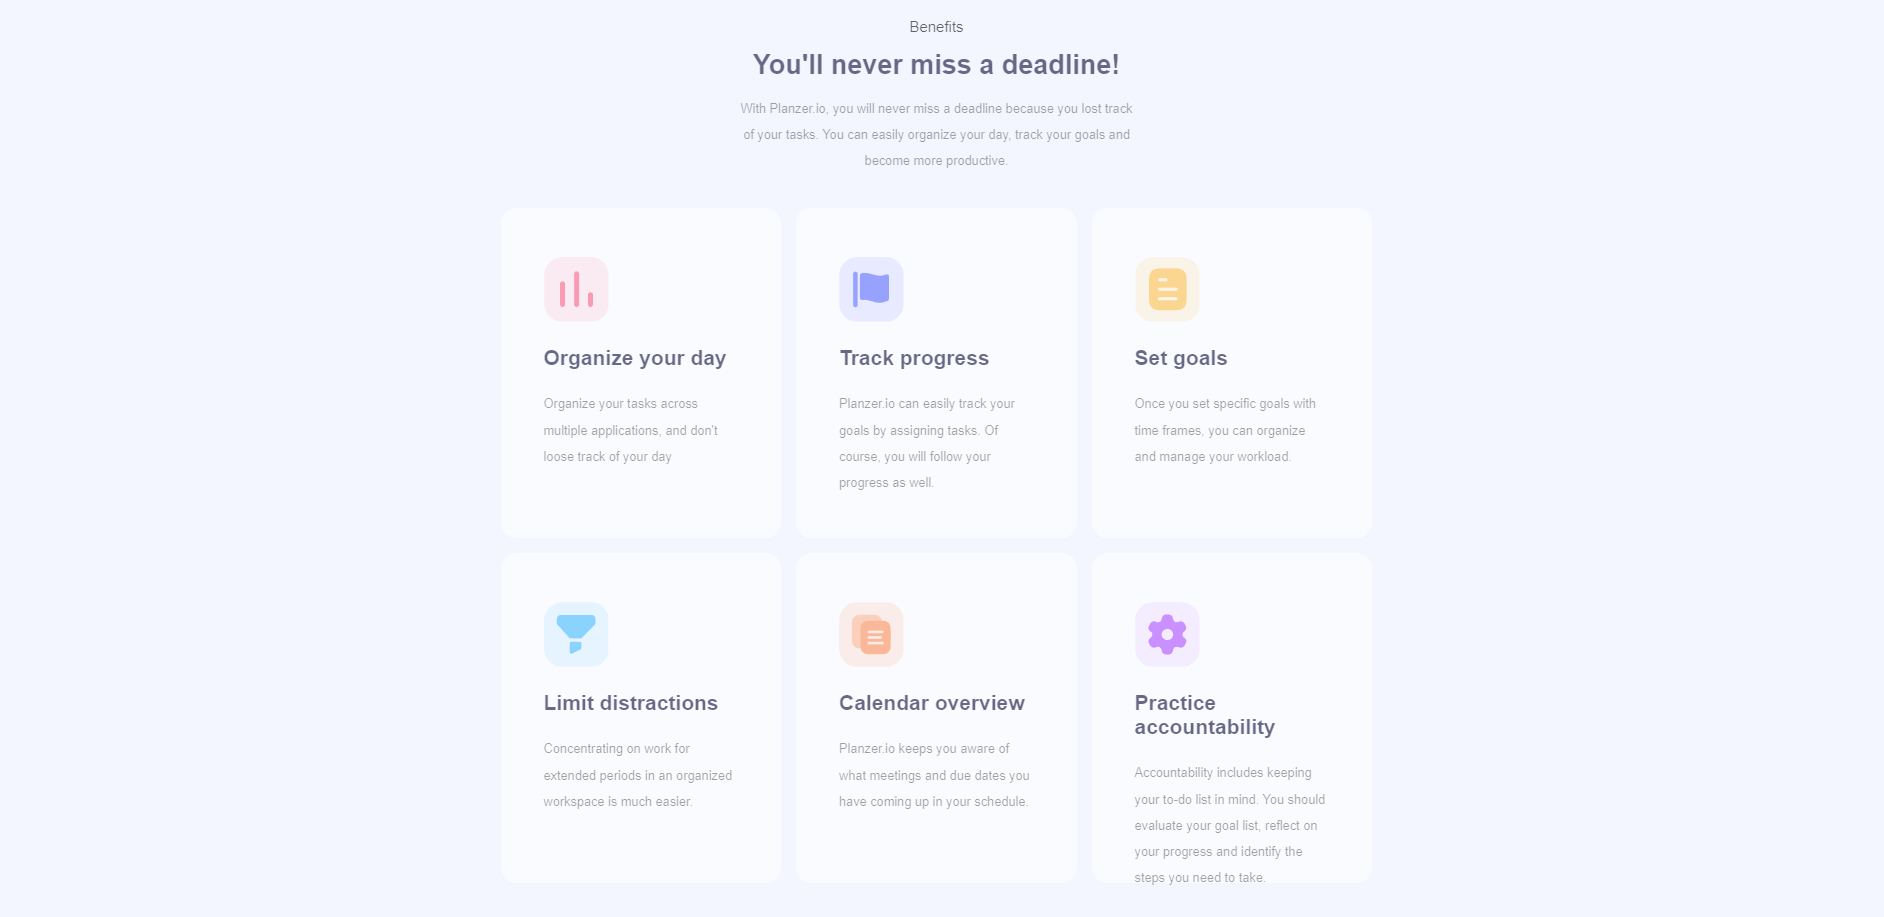 Benefits
You'll never miss a deadline!
With Planzer.io, you will never miss a deadline because you lost track
of your tasks. You can easily organize your day, track your goals and
become more productive.
Organize your day
Organize your tasks across
multiple applications, and don't
loose track of your day
Track progress
Planzer.io can easily track your
goals by assigning tasks. Of
course, you will follow your
progress as well.
Set goals
Once you set specific goals with
time frames, you can organize
and manage your workload.
Limit distractions
Concentrating on work for
extended periods in an organized
workspace is much easier.
Calendar overview
Planzer.io keeps you aware of
what meetings and due dates you
have coming up in your schedule.
Practice
accountability
Accountability includes keeping
your to-do list in mind. You should
evaluate your goal list, reflect on
your progress and identify the
steps you need to take.